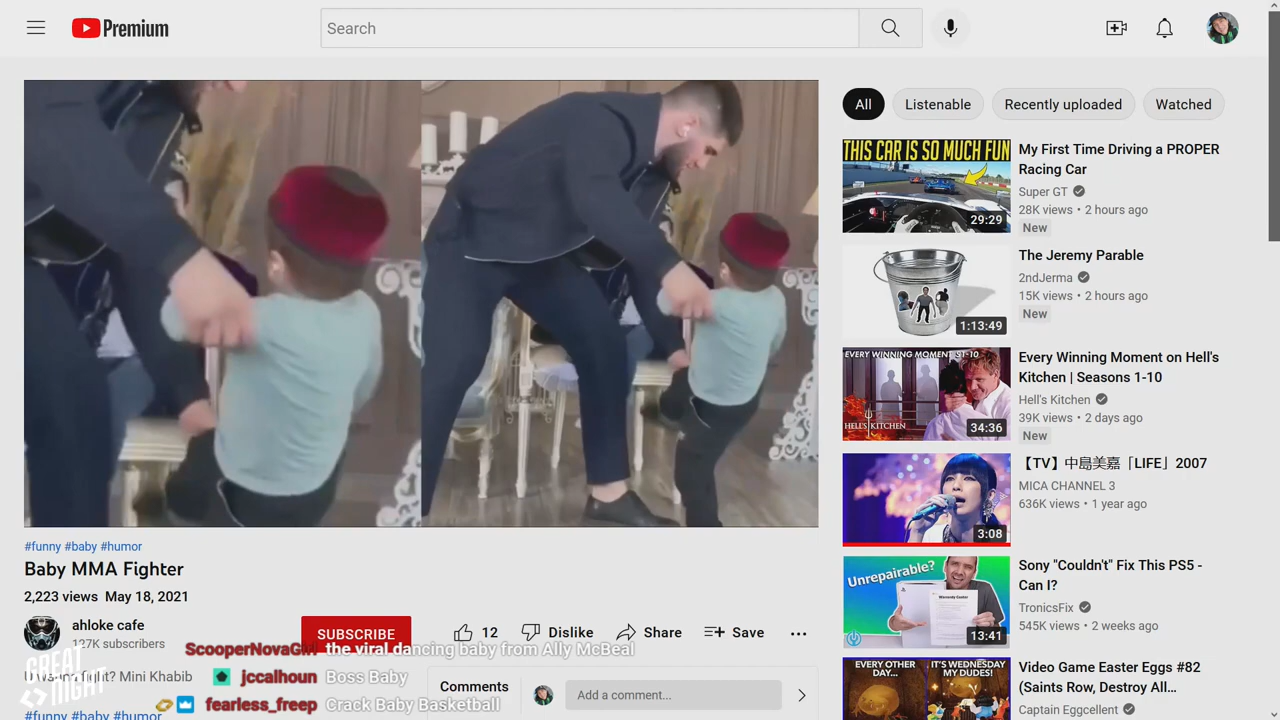 Premium
Search
All
Listenable
Recently uploaded
Watched
THIS CAR IS SO MUCH FUN
29:29
My First Time Driving a PROPER
Racing Car
Super GT
28K views • 2 hours ago
New
1:13:49
The Jeremy Parable
2ndJerma
15K views • 2 hours ago
New
EVERY WINNING MOMENT S1-10
HELL'S KITCHEN
34:36
Every Winning Moment on Hell's
Kitchen | Seasons 1-10
Hell's Kitchen
39K views • 2 days ago
New
3:08
【TV】中島美嘉「LIFE」2007
MICA CHANNEL 3
636K views • 1 year ago
Unrepairable?
Warranty Center
13:41
Sony "Couldn't" Fix This PS5 -
Can I?
TronicsFix
545K views • 2 weeks ago
EVERY OTHER
DAY...
IT'S WEDNESDAY
MY DUDES!
Video Game Easter Eggs #82
(Saints Row, Destroy All...
Captain Eggcellent
#funny #baby #humor
Baby MMA Fighter
2,223 views May 18, 2021
ahloke cafe
127K subscribers
SUBSCRIBE
12
Dislike
Share
Save
fight? Mini Khabib
#funny #baby #humor
GREAT
NIGHT
ScooperNovaGirl the viral dancing baby from Ally McBeal
jccalhoun Boss Baby
fearless_freep Crack Baby Basketball
Comments
Add a comment...